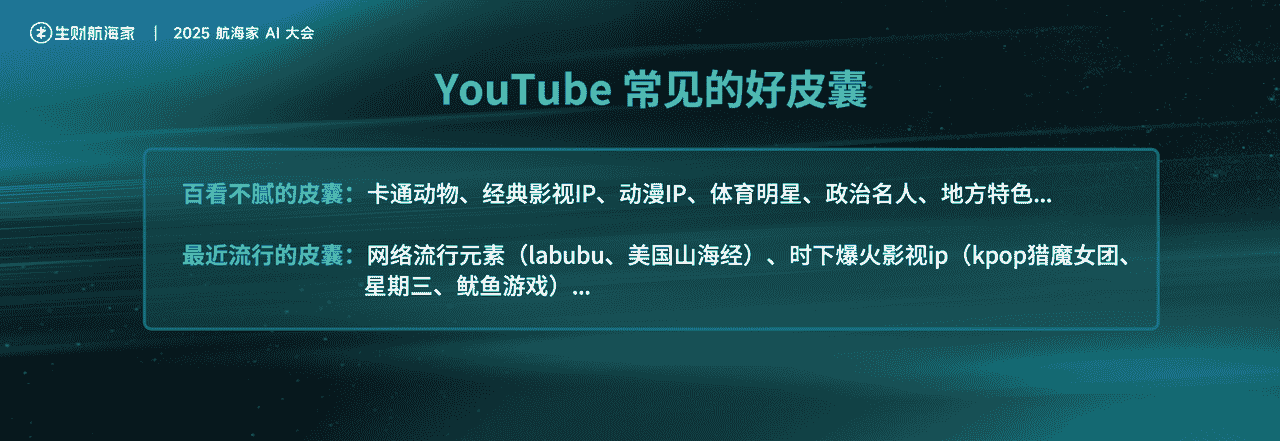 生财航海家 | 2025 航海家 AI 大会
YouTube 常见的好皮囊
百看不腻的皮囊：卡通动物、经典影视IP、动漫IP、体育明星、政治名人、地方特色...
最近流行的皮囊：网络流行元素（labubu、美国山海经）、时下爆火影视ip（kpop猎魔女团、
星期三、鱿鱼游戏）...